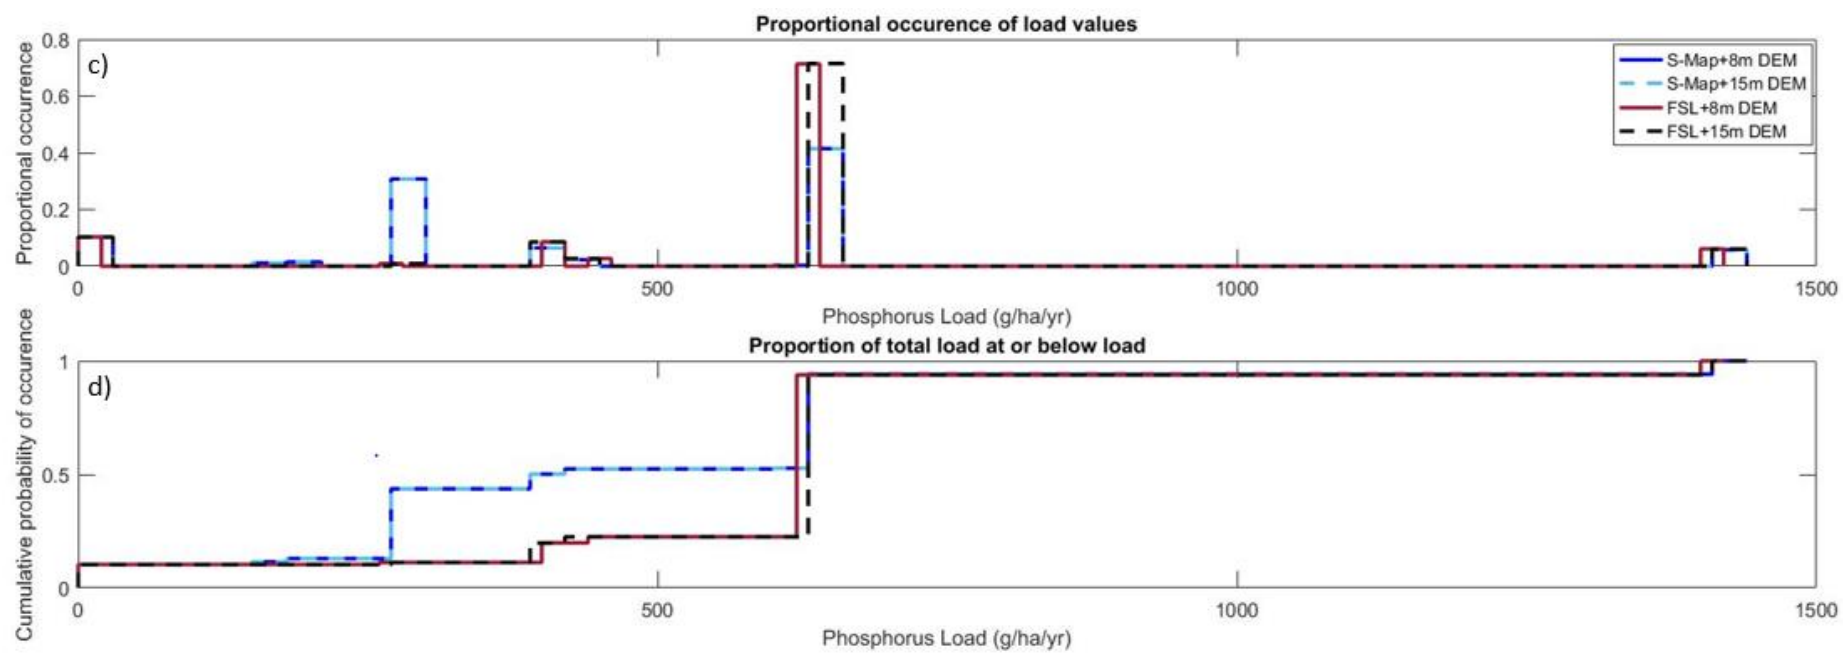 Proportional occurence of load values
c)
Proportional occurrence
0.8
0.6
0.4
0.2
0
0
500
1000
1500
Phosphorus Load (g/ha/yr)
S-Map+8m DEM
S-Map+15m DEM
FSL+8m DEM
FSL+15m DEM
Proportion of total load at or below load
d)
Cumulative probability of occurence
1
0.5
0
0
500
1000
1500
Phosphorus Load (g/ha/yr)